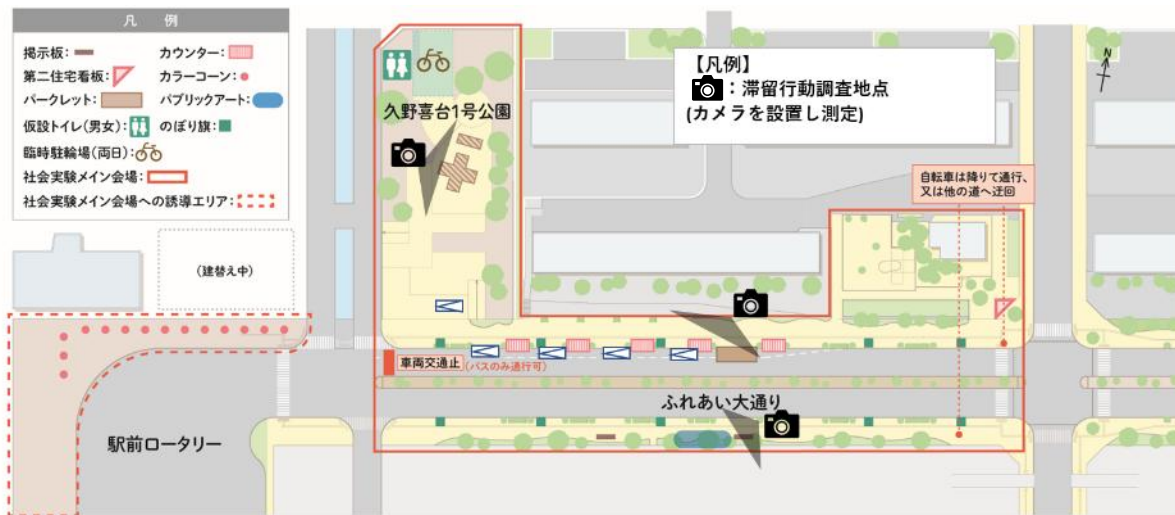 凡 例
掲示板:
カウンター:
第二住宅看板:
カラーコーン:
パークレット:
パブリックアート:
仮設トイレ(男女):
のぼり旗:
臨時駐輪場(両日):
社会実験メイン会場:
社会実験メイン会場への誘導エリア:
【凡例】
:滞留行動調査地点
(カメラを設置し測定)
N
久野喜台1号公園
自転車は降りて通行、
又は他の道へ迂回
(建替え中)
車両交通止(バスのみ通行可)
ふれあい大通り
駅前ロータリー